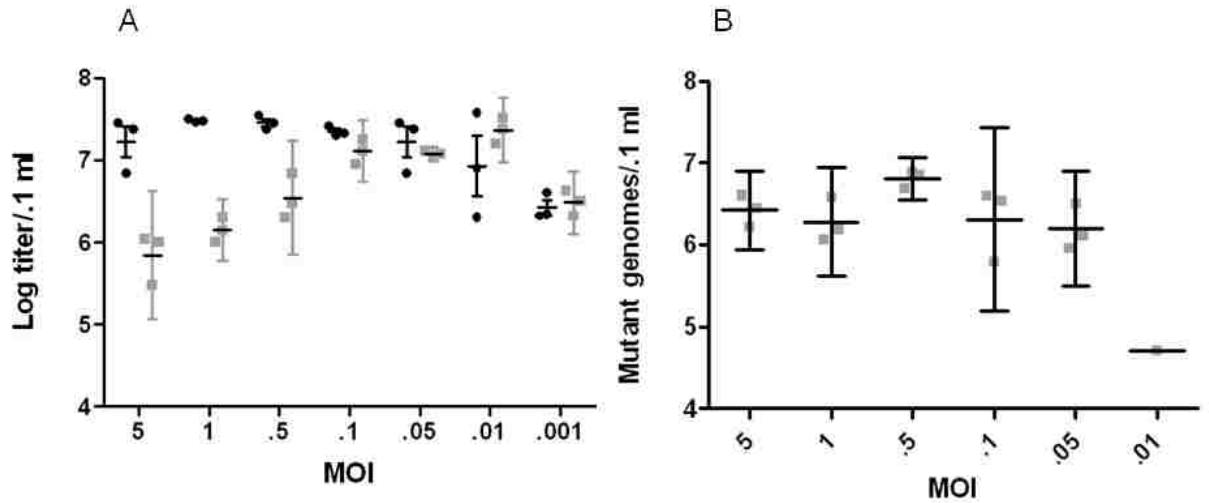 A
Log titer/.1 ml
8
7
6
5
4
5 1 .5 .1 .05 .01 .001
MOI
B
Mutant genomes/.1 ml
8
7
6
5
4
5 1 .5 .1 .05 .01
MOI